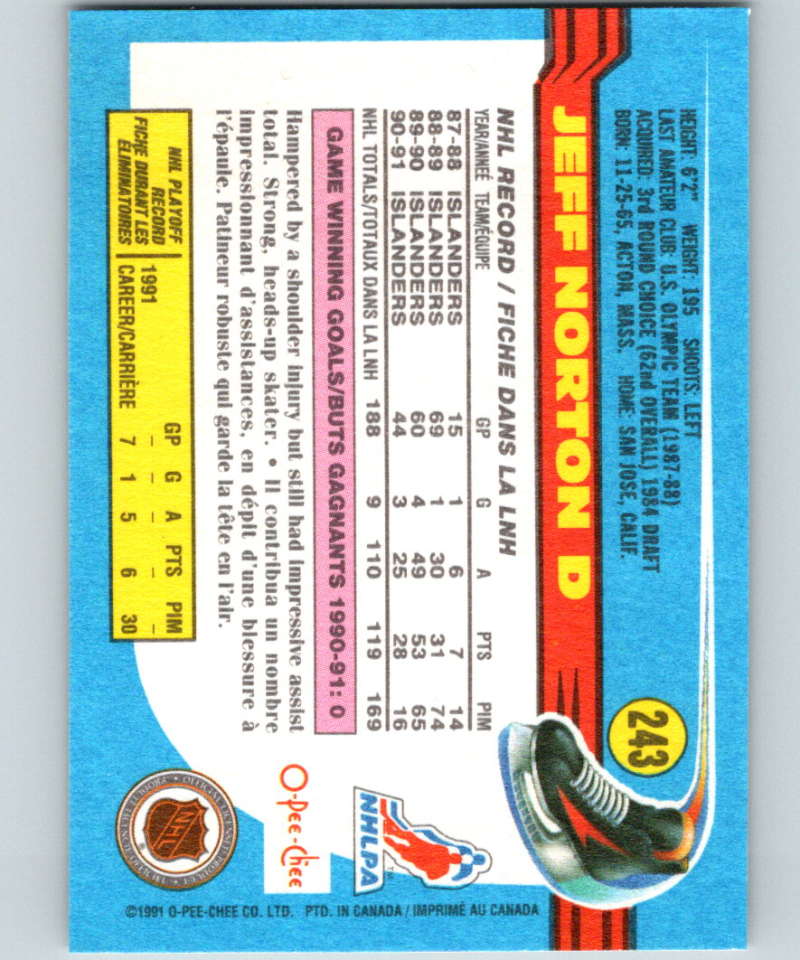 243
HEIGHT: 6'2" WEIGHT: 195 SHOOTS: LEFT
LAST AMATEUR CLUB: U.S. OLYMPIC TEAM (1987-88)
ACQUIRED: 3rd ROUND CHOICE (62nd OVERALL) 1984 DRAFT
BORN: 11-25-65, ACTON, MASS. HOME: SAN JOSE, CALIF.
JEFF NORTON D
NHL RECORD / FICHE DANS LA LNH
YEAR/ANNÉE TEAM/ÉQUIPE GP G A PTS PIM
87-88 ISLANDERS 15 1 6 7 14
88-89 ISLANDERS 69 1 30 31 74
89-90 ISLANDERS 60 4 49 53 65
90-91 ISLANDERS 44 3 25 28 16
NHL TOTALS/TOTAUX DANS LA LNH 188 9 110 119 169
GAME WINNING GOALS/BUTS GAGNANTS 1990-91: 0
Hampered by a shoulder injury but still had impressive assist
total. Strong, heads-up skater. • Il contribua un nombre
impressionnant d'assistances, en dépit d'une blessure à
l'épaule. Patineur robuste qui garde la tête en l'air.
NHL PLAYOFF
RECORD
FICHE DURANT LES
ÉLIMINATOIRES
GP G A PTS PIM
1991 – – – – –
CAREER/CARRIÈRE 7 1 5 6 30
NHLPA
TM
O-Pee-Chee
NHL
OFFICIAL LICENSED PRODUCT
©1991 O-PEE-CHEE CO. LTD. PTD. IN CANADA / IMPRIMÉ AU CANADA